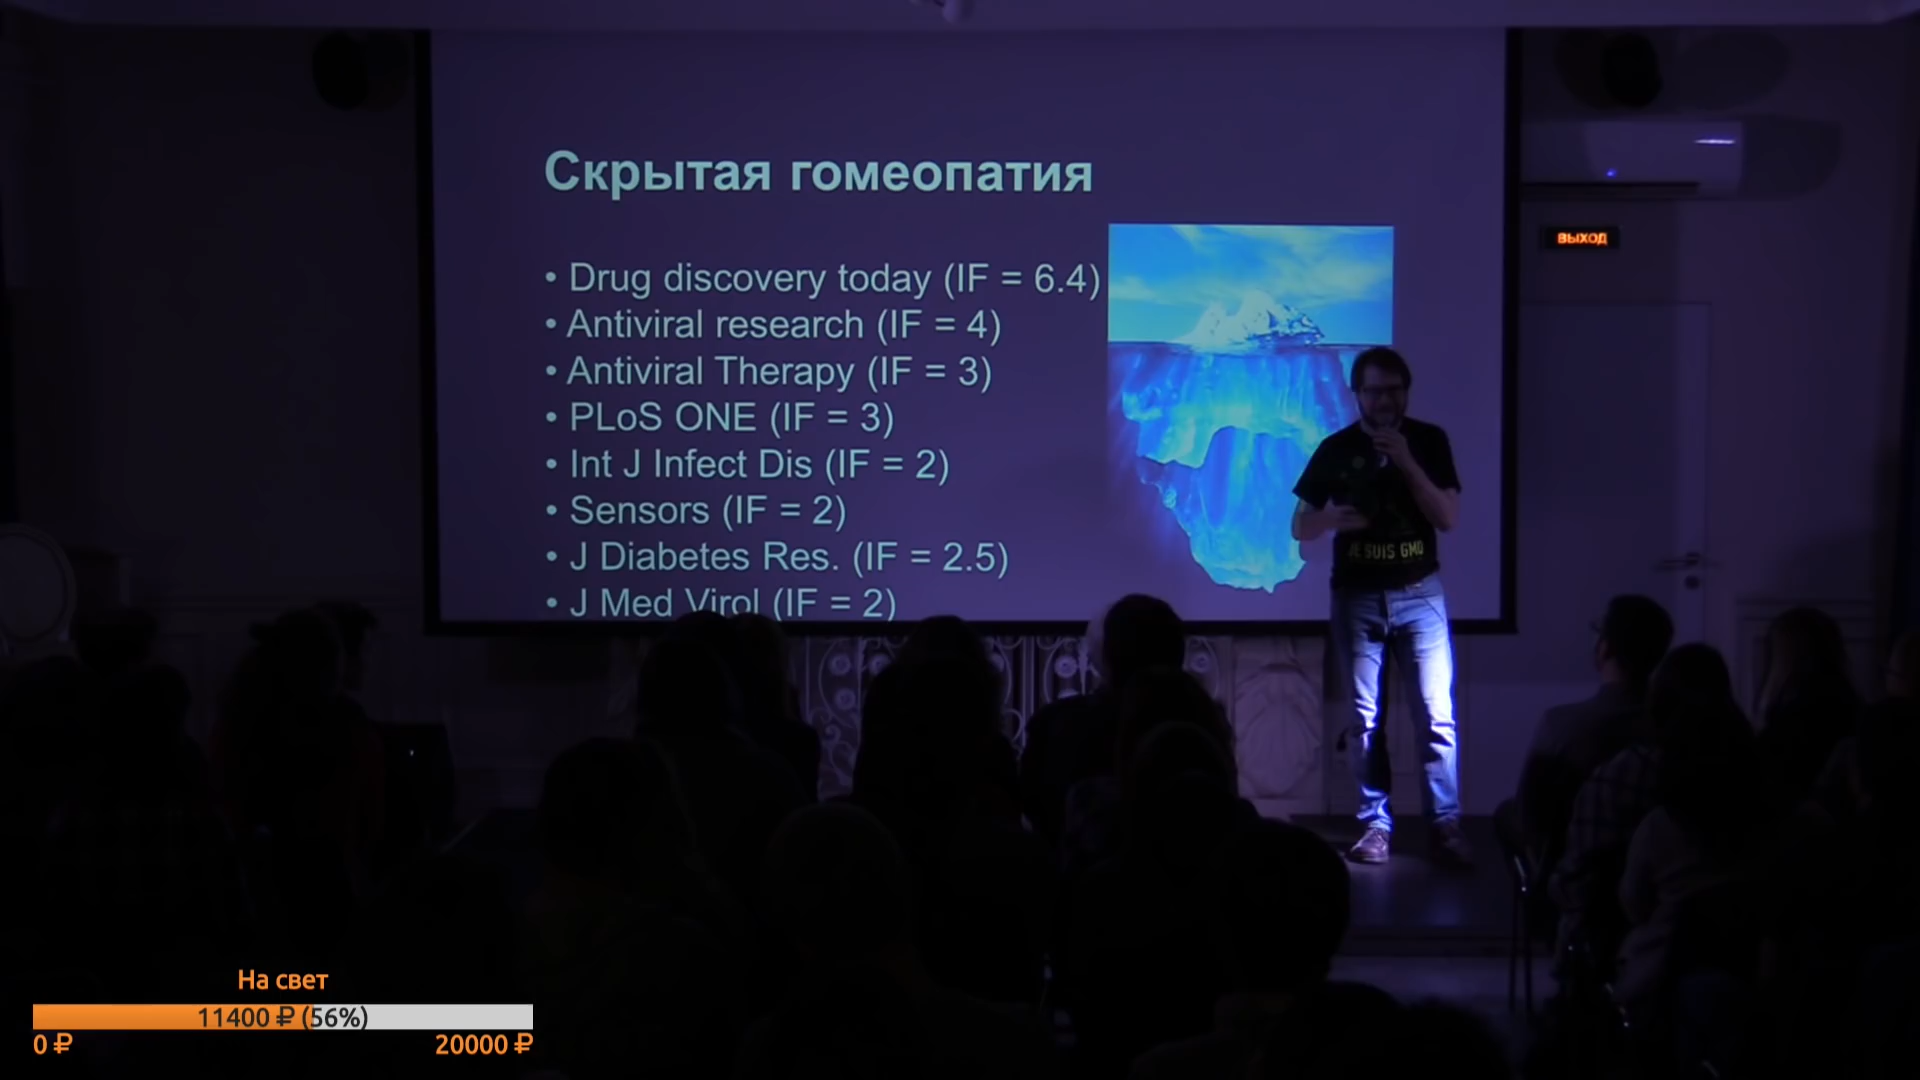 Скрытая гомеопатия
• Drug discovery today (IF = 6.4)
• Antiviral research (IF = 4)
• Antiviral Therapy (IF = 3)
• PLoS ONE (IF = 3)
• Int J Infect Dis (IF = 2)
• Sensors (IF = 2)
• J Diabetes Res. (IF = 2.5)
• J Med Virol (IF = 2)
ВЫХОД
JE SUIS GMO
На свет
11400 ₽ (56%)
0 ₽
20000 ₽